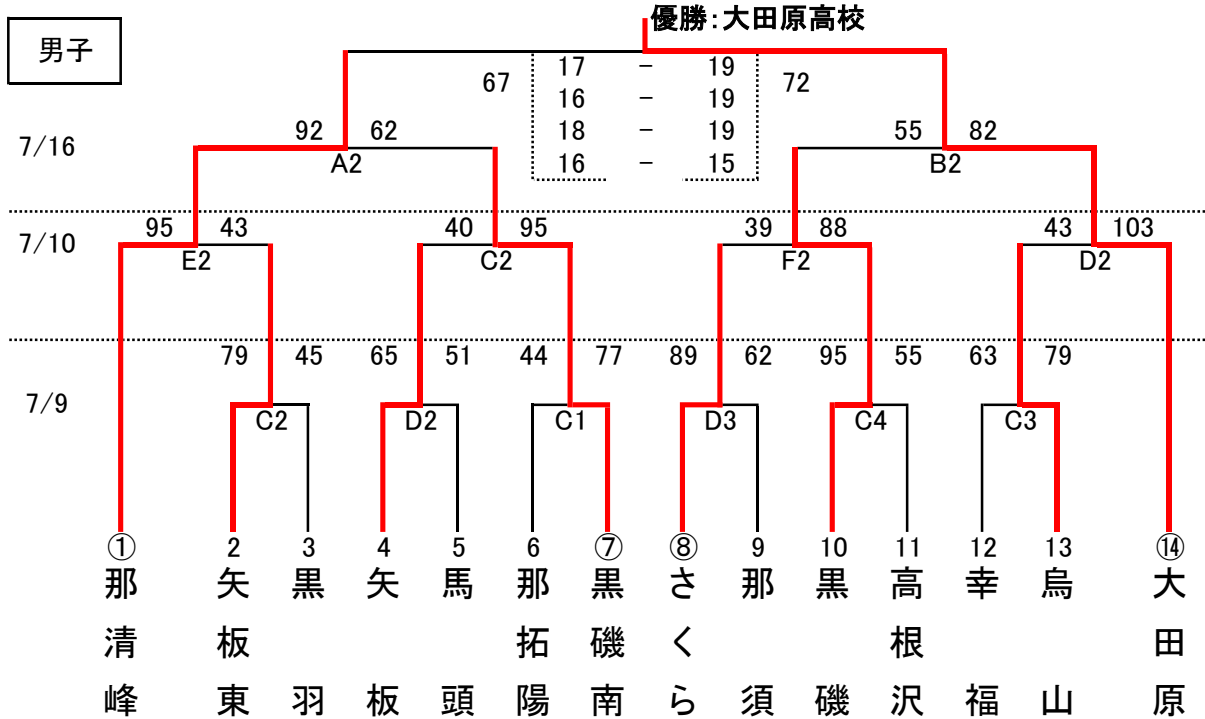 優勝:大田原高校
男子
67
17 − 19
16 − 19
18 − 19
16 − 15
72
7/16
92 62
A2
55 82
B2
7/10
95 43
E2
40 95
C2
39 88
F2
43 103
D2
79 45 65 51 44 77 89 62 95 55 63 79
7/9
C2 D2 C1 D3 C4 C3
① 2 3 4 5 6 ⑦ ⑧ 9 10 11 12 13 ⑭
那清峰
矢板東
黒羽
矢板
馬頭
那拓陽
黒磯南
さくら
那須
黒磯
高根沢
幸福
烏山
大田原